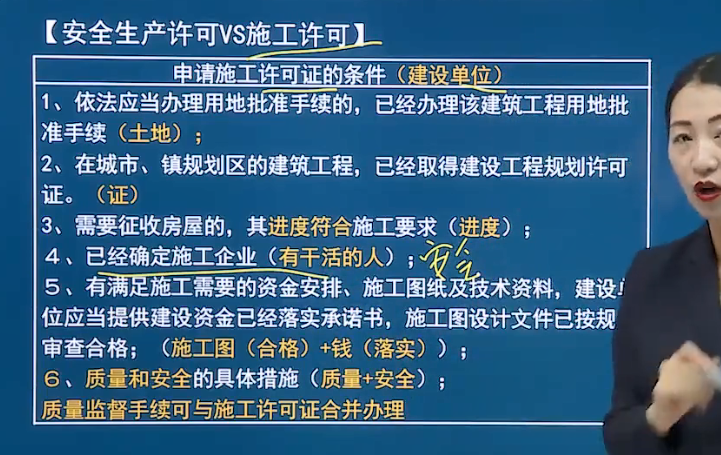 【安全生产许可VS施工许可】
申请施工许可证的条件（建设单位）
1、依法应当办理用地批准手续的，已经办理该建筑工程用地批
准手续（土地）；
2、在城市、镇规划区的建筑工程，已经取得建设工程规划许可
证。（证）
3、需要征收房屋的，其进度符合施工要求（进度）；
4、已经确定施工企业（有干活的人）；安全
5、有满足施工需要的资金安排、施工图纸及技术资料，建设单
位应当提供建设资金已经落实承诺书，施工图设计文件已按规
审查合格；（施工图（合格）+钱（落实））；
6、质量和安全的具体措施（质量+安全）；
质量监督手续可与施工许可证合并办理